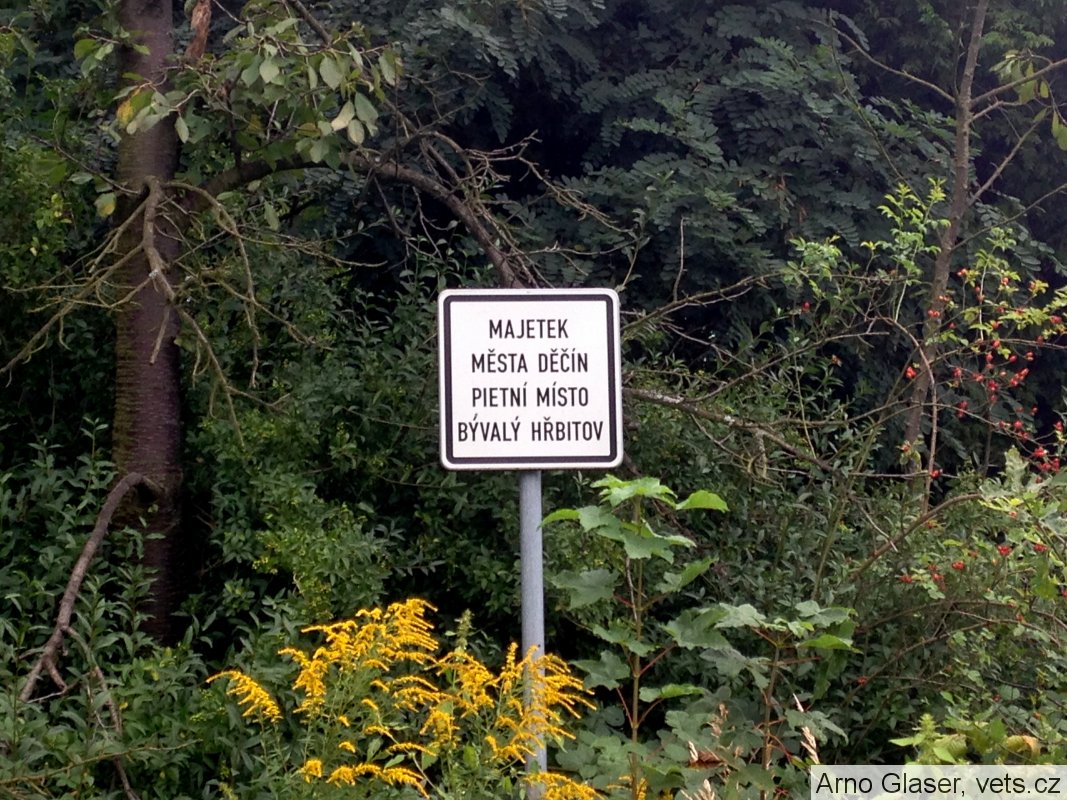 MAJETEK
MĚSTA DĚČÍN
PIETNÍ MÍSTO
BÝVALÝ HŘBITOV
Arno Glaser, vets.cz